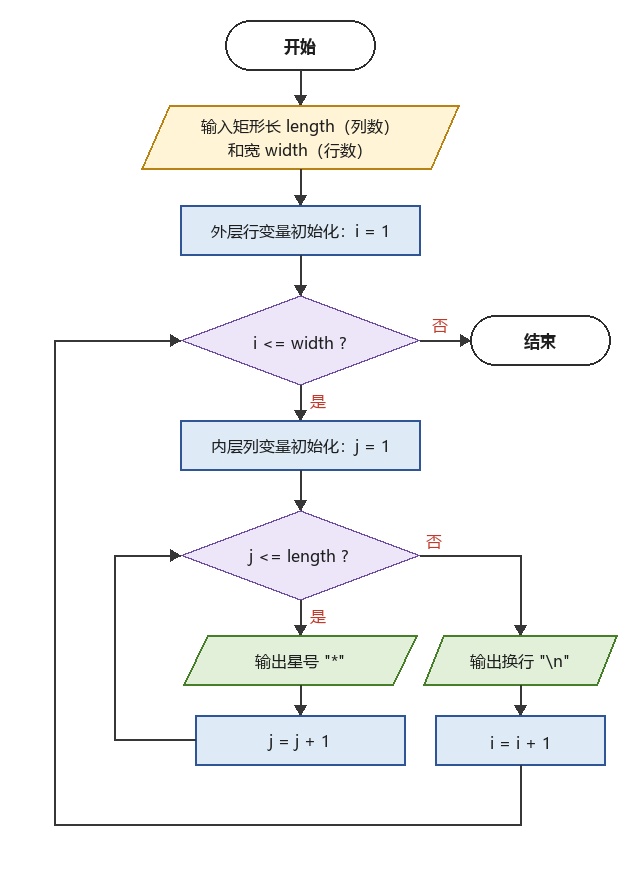 开始
输入矩形长 length（列数）
和宽 width（行数）
外层行变量初始化：i = 1
i <= width ?
否
结束
是
内层列变量初始化：j = 1
j <= length ?
否
是
输出星号 "*"
输出换行 "\n"
j = j + 1
i = i + 1